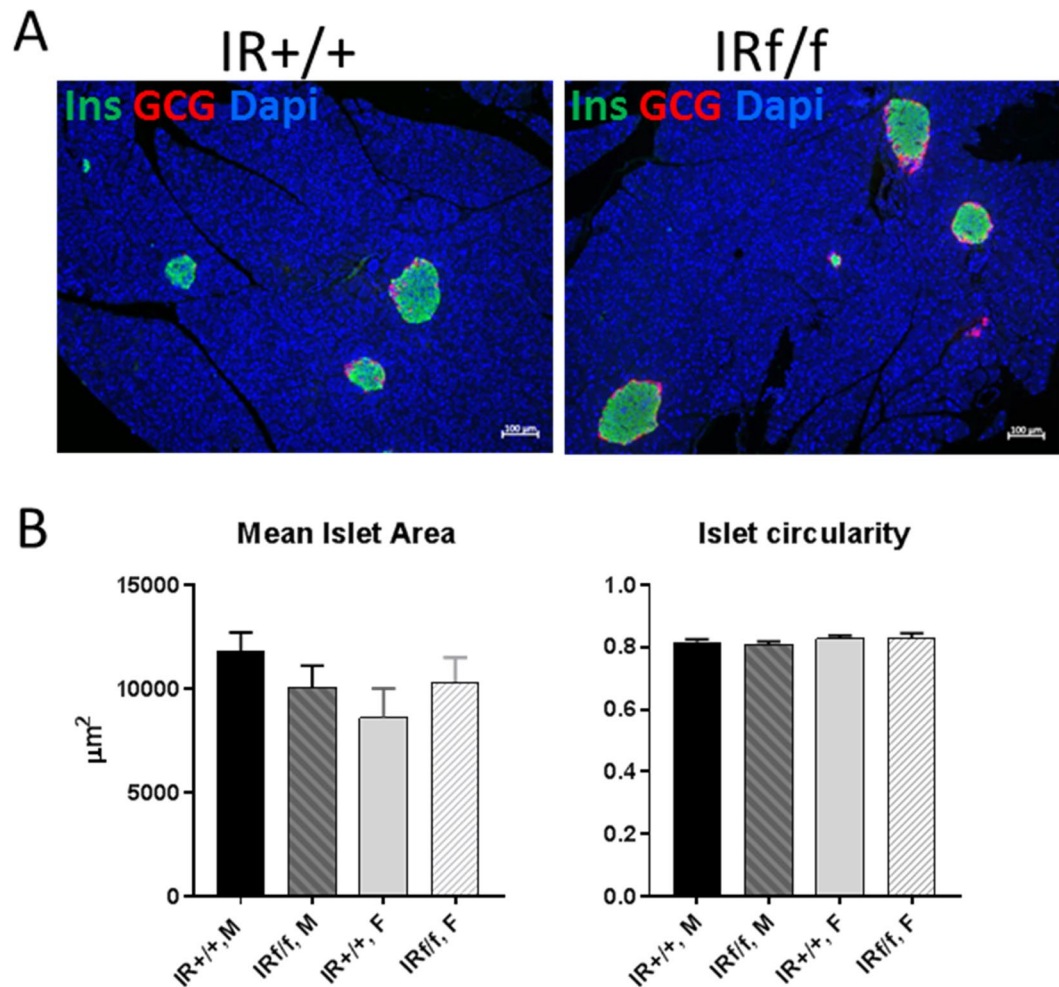 A
IR+/+
IRf/f
Ins GCG Dapi
Ins GCG Dapi
100 µm
100 µm
B
Mean Islet Area
Islet circularity
15000
10000
5000
0
µm²
IR+/+,M
IRf/f, M
IR+/+, F
IRf/f, F
1.0
0.8
0.6
0.4
0.2
0.0
IR+/+, M
IRf/f, M
IR+/+, F
IRf/f, F